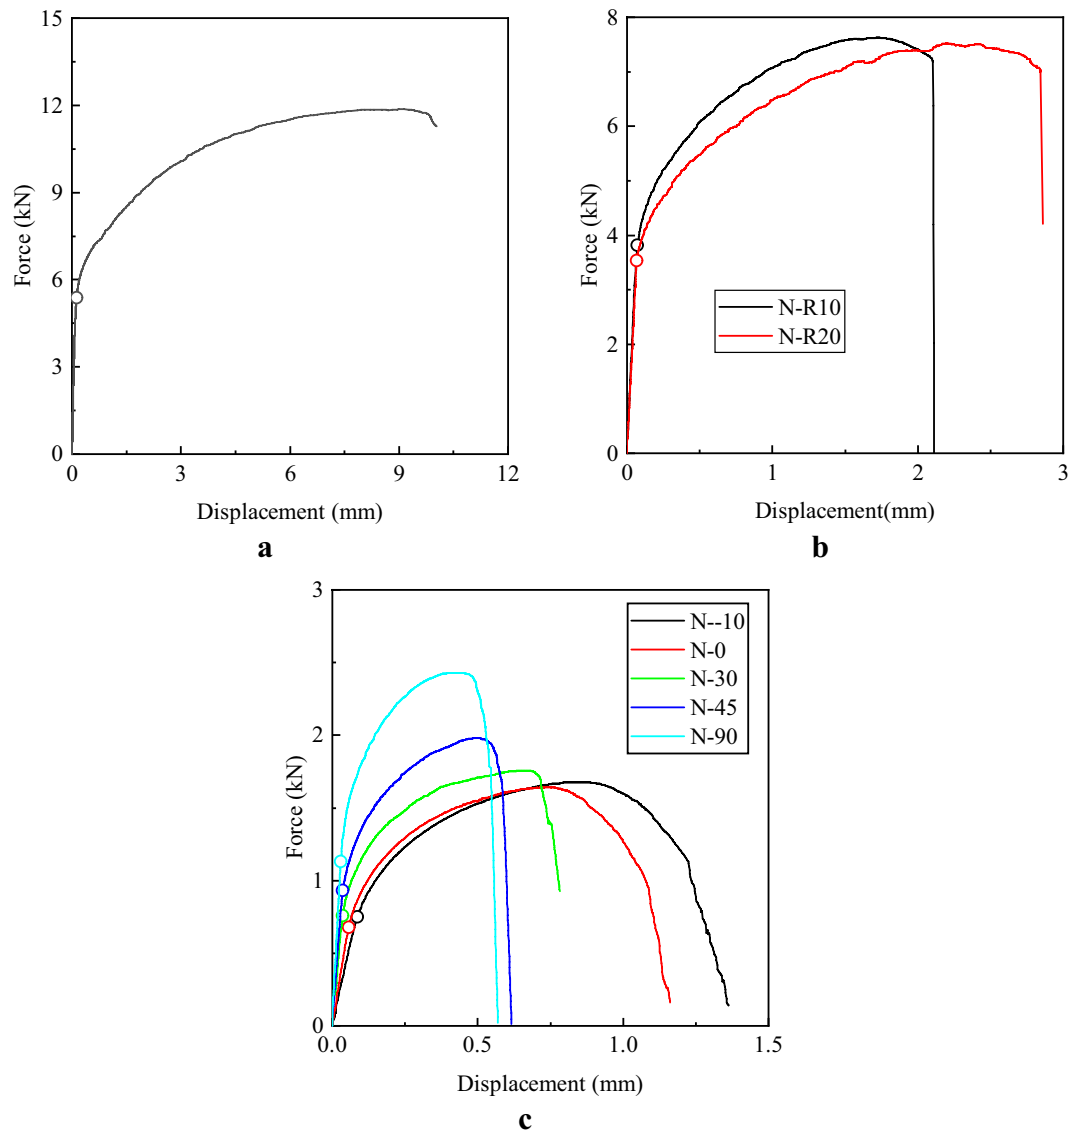 15
12
9
6
3
0
Force (kN)
0
3
6
9
12
Displacement (mm)
a
8
6
4
2
0
Force (kN)
N-R10
N-R20
0
1
2
3
Displacement(mm)
b
3
2
1
0
Force (kN)
N--10
N-0
N-30
N-45
N-90
0.0
0.5
1.0
1.5
Displacement (mm)
c